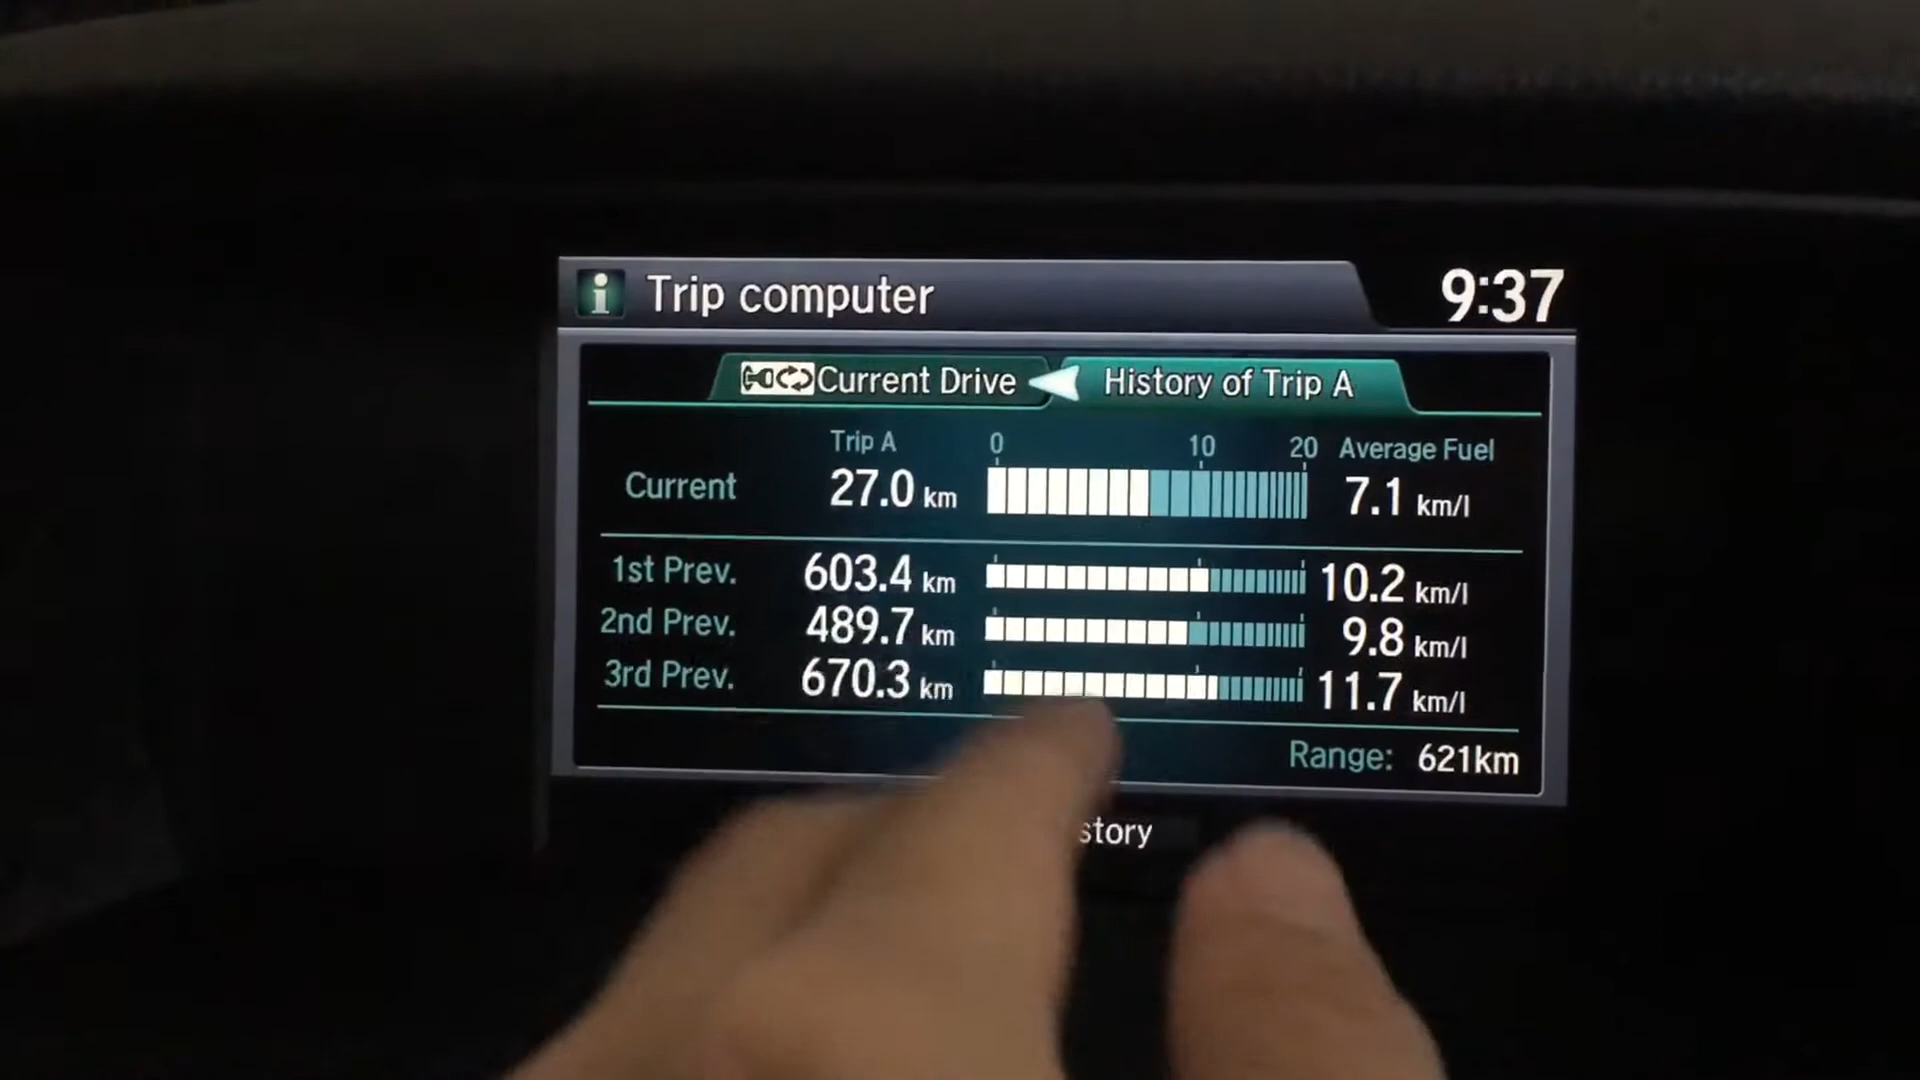 i Trip computer 9:37
Current Drive History of Trip A
Trip A 0 10 20 Average Fuel
Current 27.0 km 7.1 km/l
1st Prev. 603.4 km 10.2 km/l
2nd Prev. 489.7 km 9.8 km/l
3rd Prev. 670.3 km 11.7 km/l
Range: 621km
story